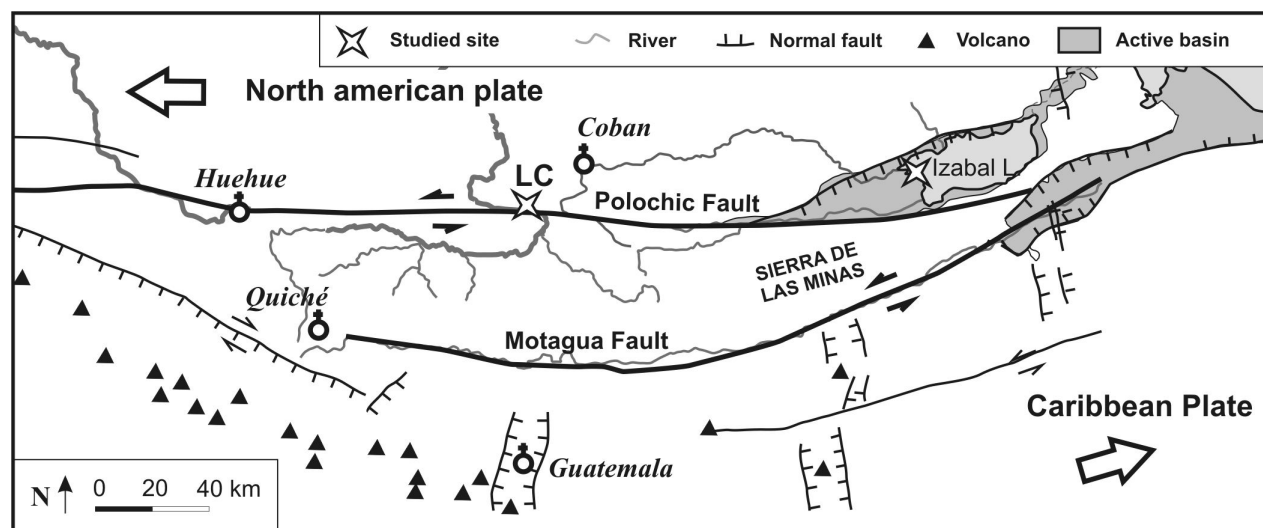 Studied site
River
Normal fault
Volcano
Active basin
North american plate
Coban
Huehue
LC
Izabal L.
Polochic Fault
SIERRA DE
LAS MINAS
Quiché
Motagua Fault
Caribbean Plate
Guatemala
N 0 20 40 km